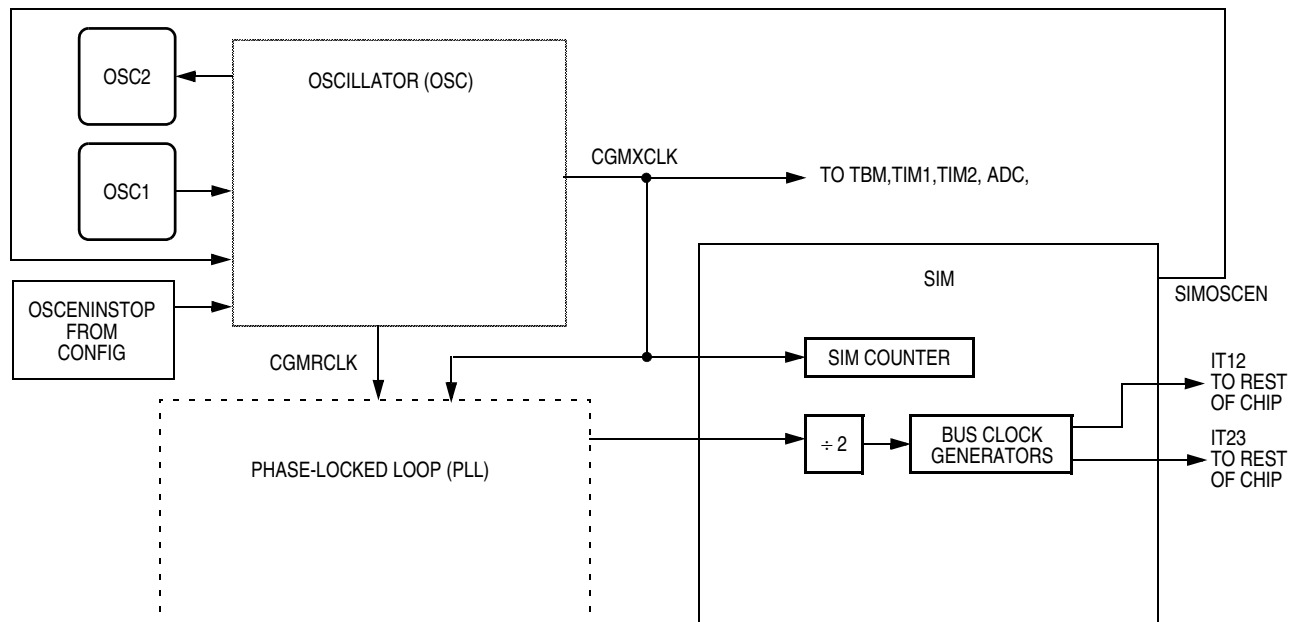 OSC2
OSCILLATOR (OSC)
CGMXCLK
OSC1
TO TBM,TIM1,TIM2, ADC,
SIM
OSCENINSTOP
FROM
CONFIG
SIMOSCEN
CGMRCLK
SIM COUNTER
IT12
TO REST
OF CHIP
÷ 2
BUS CLOCK
GENERATORS
IT23
TO REST
OF CHIP
PHASE-LOCKED LOOP (PLL)